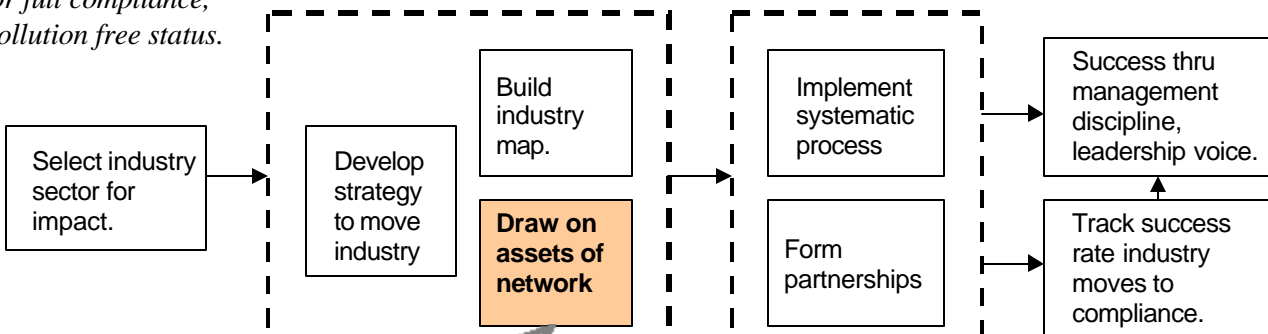 or full compliance,
ollution free status.
Select industry
sector for
impact.
Develop
strategy
to move
industry
Build
industry
map.
Draw on
assets of
network
Implement
systematic
process
Form
partnerships
Success thru
management
discipline,
leadership voice.
Track success
rate industry
moves to
compliance.